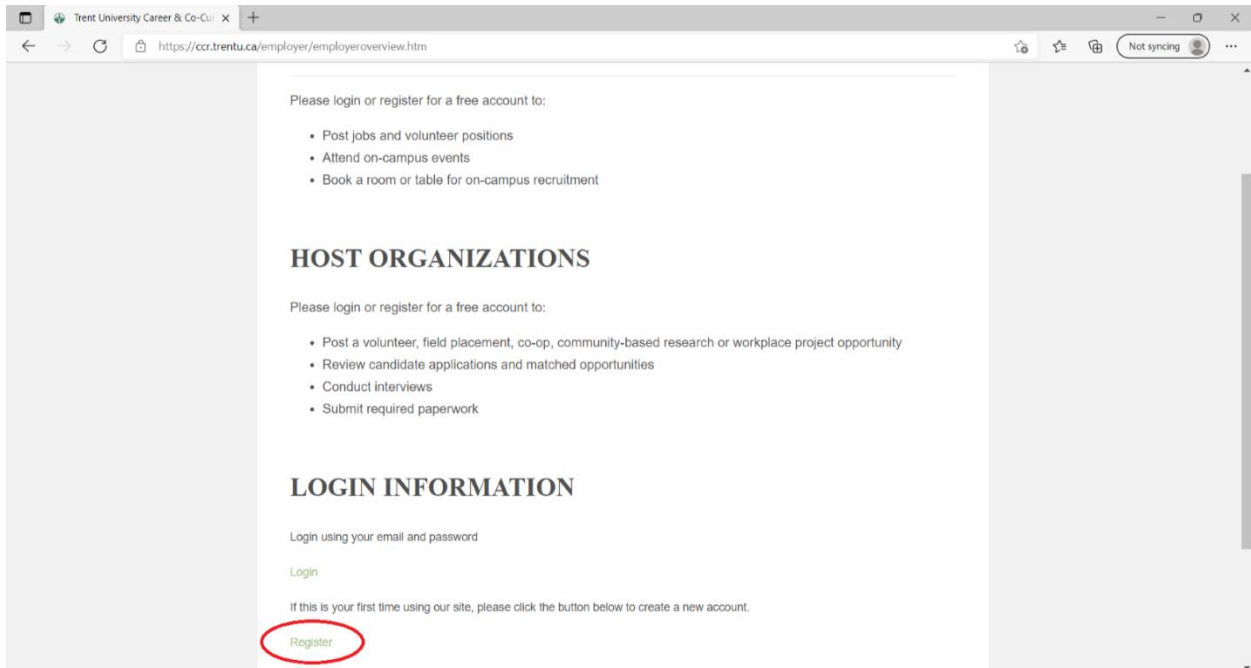 Trent University Career & Co-Cur
https://ccr.trentu.ca/employer/employeroverview.htm
Not syncing
Please login or register for a free account to:
• Post jobs and volunteer positions
• Attend on-campus events
• Book a room or table for on-campus recruitment
HOST ORGANIZATIONS
Please login or register for a free account to:
• Post a volunteer, field placement, co-op, community-based research or workplace project opportunity
• Review candidate applications and matched opportunities
• Conduct interviews
• Submit required paperwork
LOGIN INFORMATION
Login using your email and password
Login
If this is your first time using our site, please click the button below to create a new account.
Register